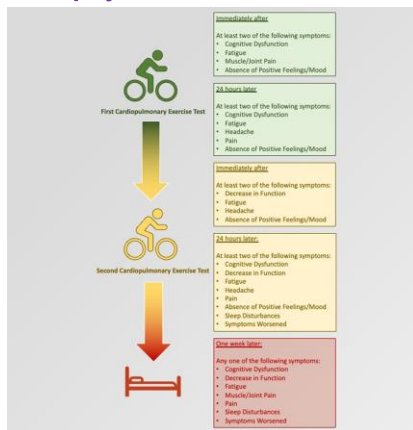 Immediately after
At least two of the following symptoms:
• Cognitive Dysfunction
• Fatigue
• Muscle/Joint Pain
• Absence of Positive Feelings/Mood
First Cardiopulmonary Exercise Test
24 hours later
At least two of the following symptoms:
• Cognitive Dysfunction
• Fatigue
• Headache
• Pain
• Absence of Positive Feelings/Mood
Immediately after
At least two of the following symptoms:
• Decrease in Function
• Fatigue
• Headache
• Absence of Positive Feelings/Mood
Second Cardiopulmonary Exercise Test
24 hours later:
At least two of the following symptoms:
• Cognitive Dysfunction
• Decrease in Function
• Fatigue
• Headache
• Pain
• Absence of Positive Feelings/Mood
• Sleep Disturbances
• Symptoms Worsened
One week later:
Any one of the following symptoms:
• Cognitive Dysfunction
• Decrease in Function
• Fatigue
• Muscle/Joint Pain
• Pain
• Sleep Disturbances
• Symptoms Worsened